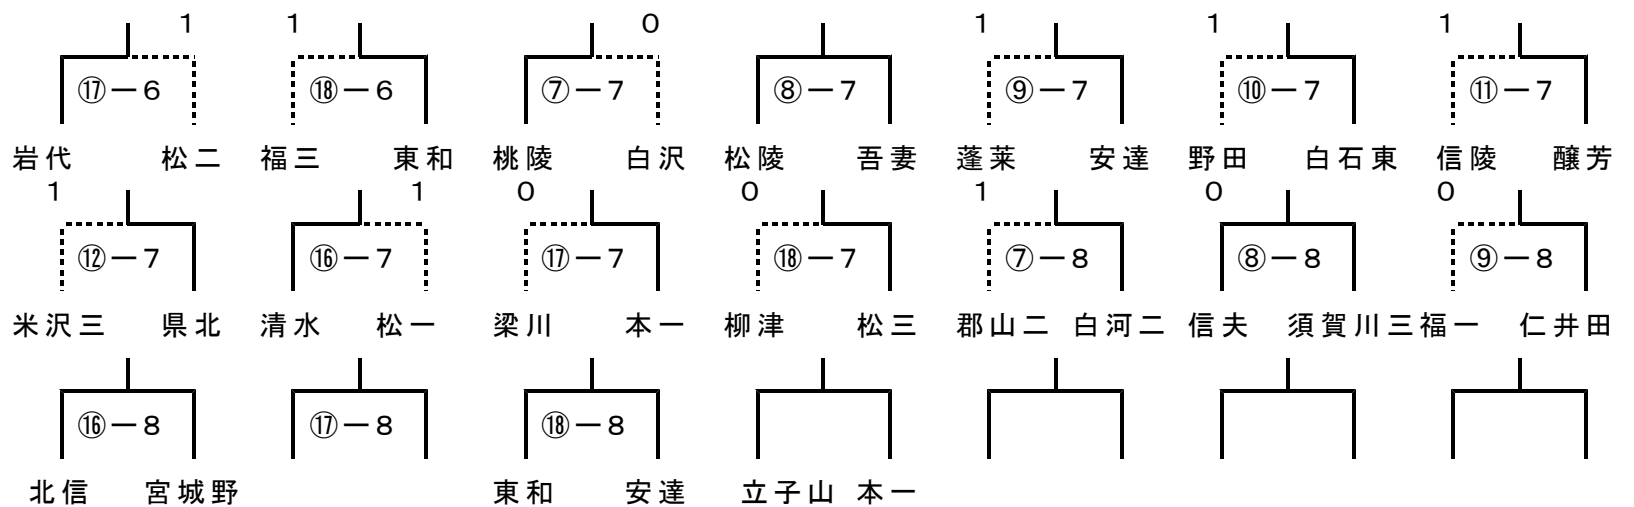 1 1 0 1 1 1
⑰－6 ⑱－6 ⑦－7 ⑧－7 ⑨－7 ⑩－7 ⑪－7
岩代 松二 福三 東和 桃陵 白沢 松陵 吾妻 蓬莱 安達 野田 白石東 信陵 醸芳
1 1 0 0 1 0 0
⑫－7 ⑯－7 ⑰－7 ⑱－7 ⑦－8 ⑧－8 ⑨－8
米沢三 県北 清水 松一 梁川 本一 柳津 松三 郡山二 白河二 信夫 須賀川三 福一 仁井田
⑯－8 ⑰－8 ⑱－8
北信 宮城野 東和 安達 立子山 本一